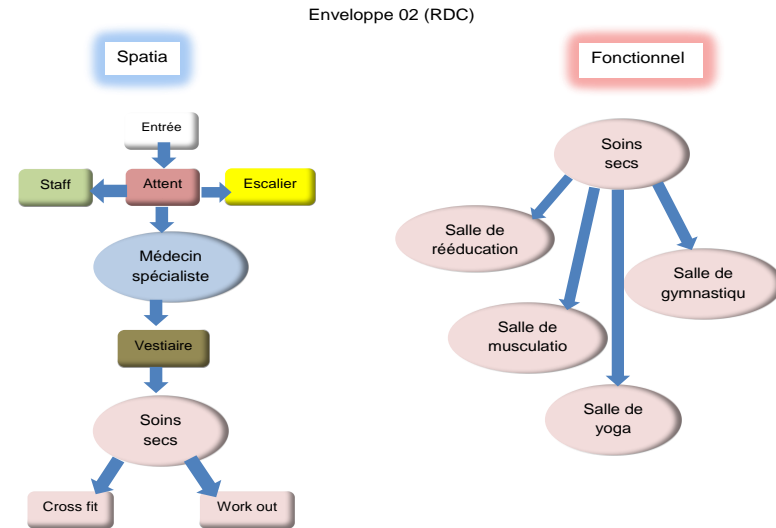 Enveloppe 02 (RDC)
Spatia
Fonctionnel
Entrée
Staff
Attent
Escalier
Médecin
spécialiste
Vestiaire
Soins
secs
Cross fit
Work out
Soins
secs
Salle de
rééducation
Salle de
gymnastiqu
Salle de
musculatio
Salle de
yoga